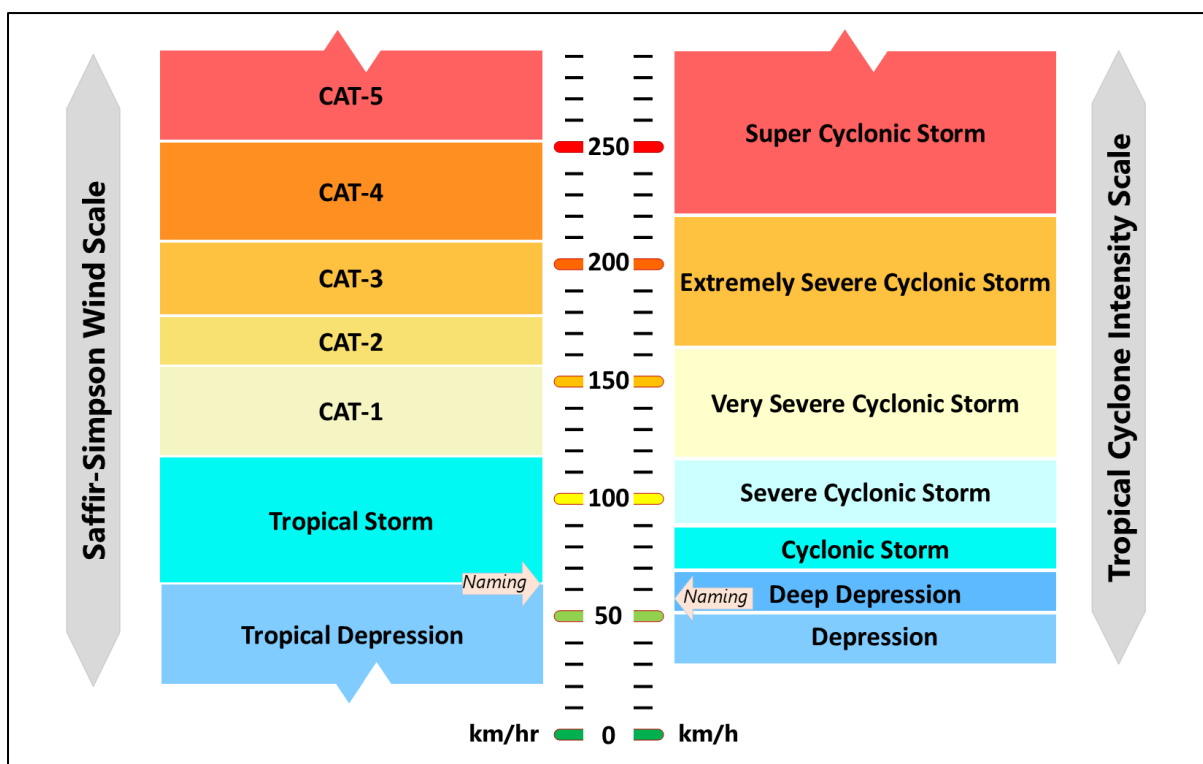 Saffir-Simpson Wind Scale
CAT-5
CAT-4
CAT-3
CAT-2
CAT-1
Tropical Storm
Naming
Tropical Depression
250
200
150
100
50
km/hr 0 km/h
Super Cyclonic Storm
Extremely Severe Cyclonic Storm
Very Severe Cyclonic Storm
Severe Cyclonic Storm
Cyclonic Storm
Naming
Deep Depression
Depression
Tropical Cyclone Intensity Scale